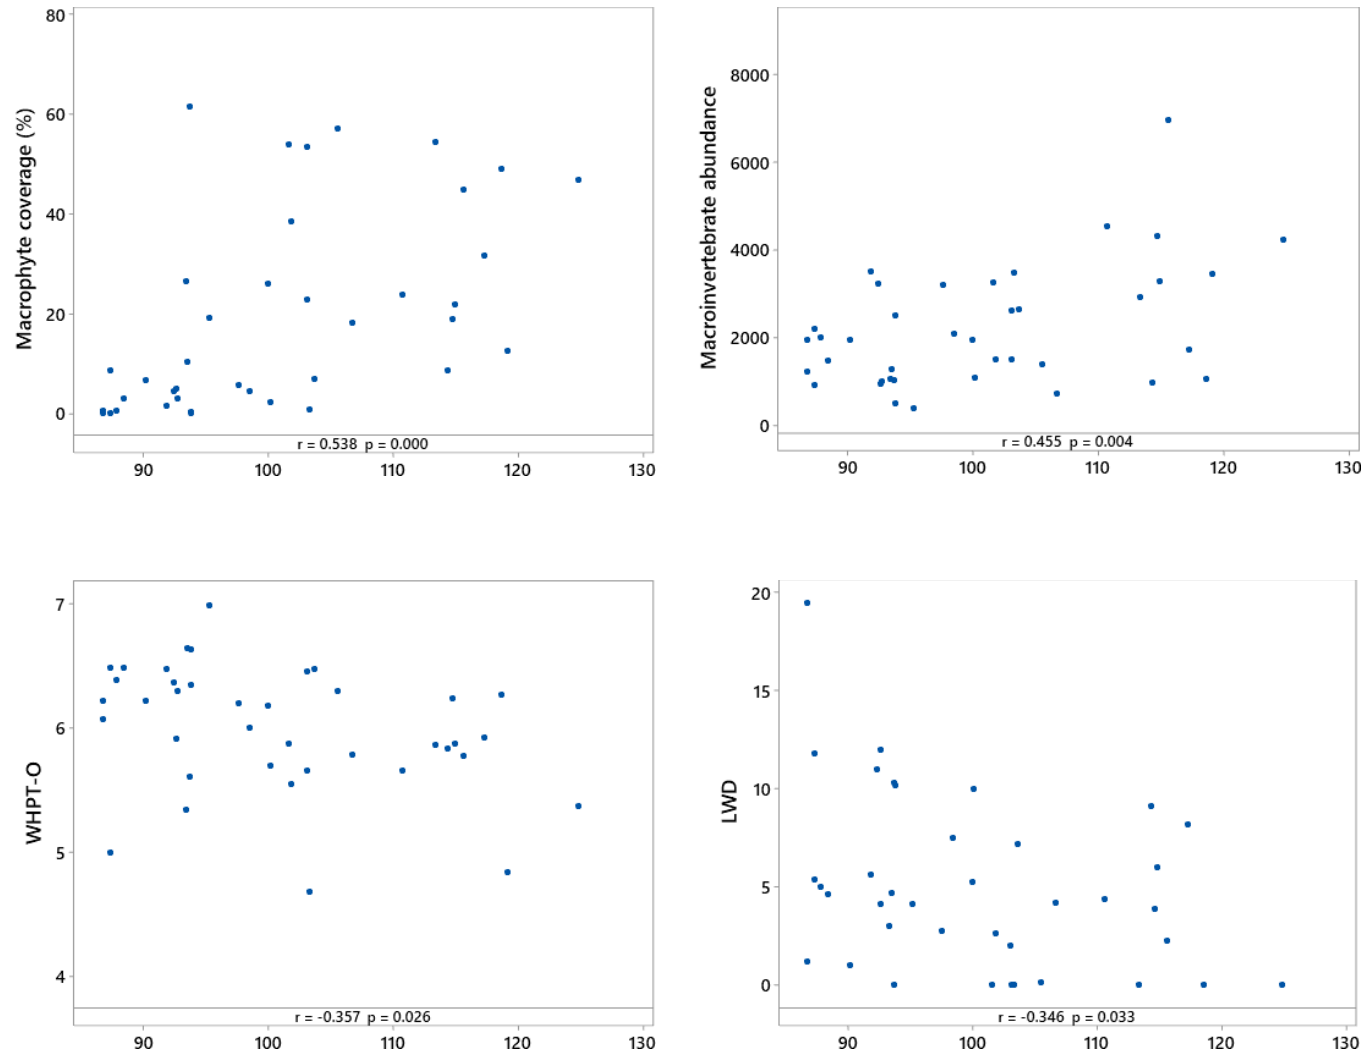 Macrophyte coverage (%)
80
60
40
20
0
r = 0.538 p = 0.000
90 100 110 120 130
Macroinvertebrate abundance
8000
6000
4000
2000
0
r = 0.455 p = 0.004
90 100 110 120 130
WHPT-O
7
6
5
4
r = -0.357 p = 0.026
90 100 110 120 130
LWD
20
15
10
5
0
r = -0.346 p = 0.033
90 100 110 120 130